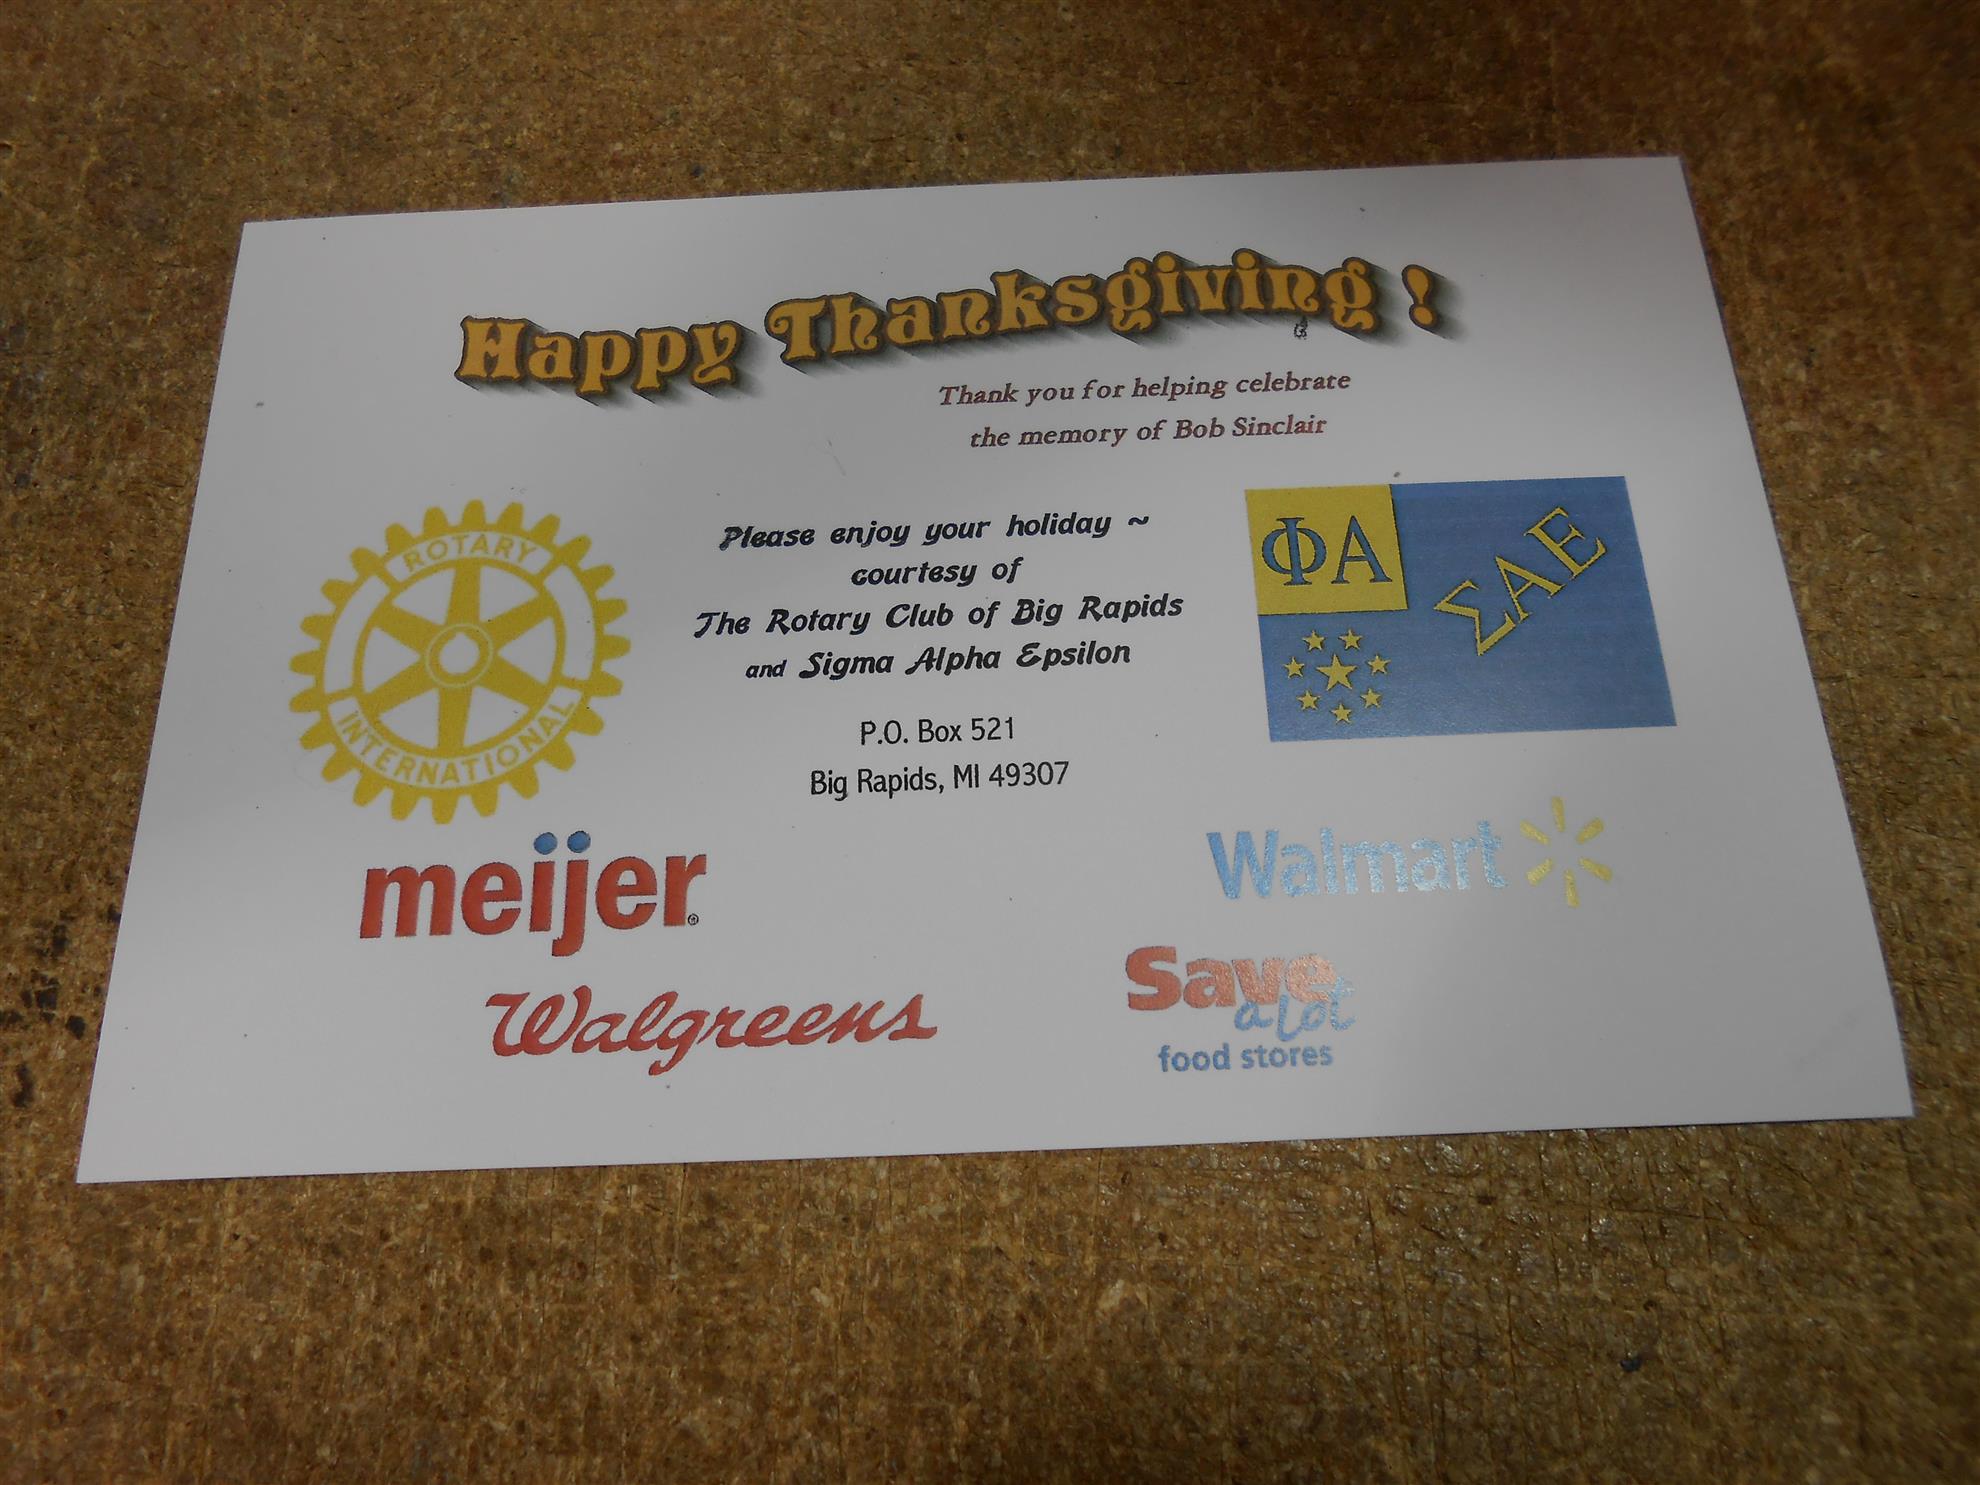 Happy Thanksgiving !
Thank you for helping celebrate
the memory of Bob Sinclair
Please enjoy your holiday ~
courtesy of
The Rotary Club of Big Rapids
and Sigma Alpha Epsilon
P.O. Box 521
Big Rapids, MI 49307
ROTARY
INTERNATIONAL
ΦΑ
ΣΑΕ
meijer®
Walmart
Walgreens
Save
a lot
food stores